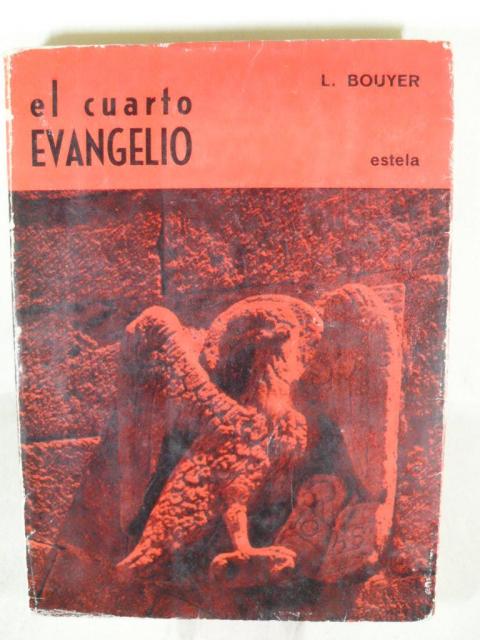 el cuarto
EVANGELIO
L. BOUYER
estela